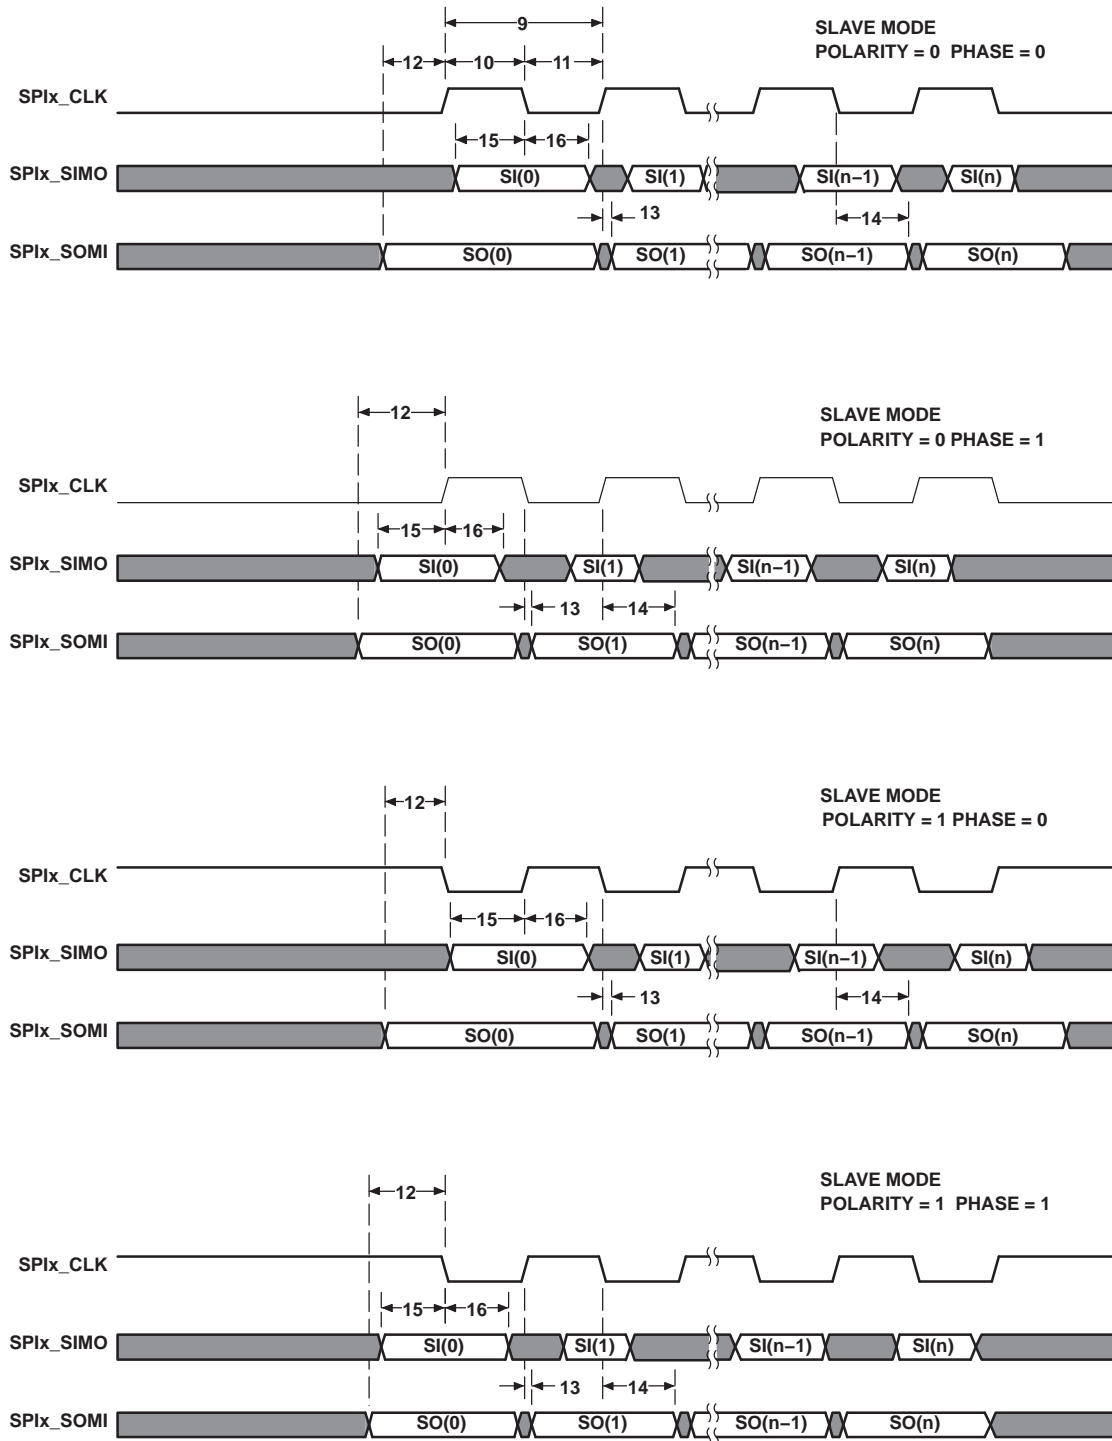 9
SLAVE MODE
POLARITY = 0 PHASE = 0
12 10 11
SPIx_CLK
15 16
SPIx_SIMO SI(0) SI(1) SI(n−1) SI(n)
13 14
SPIx_SOMI SO(0) SO(1) SO(n−1) SO(n)
12
SLAVE MODE
POLARITY = 0 PHASE = 1
SPIx_CLK
15 16
SPIx_SIMO SI(0) SI(1) SI(n−1) SI(n)
13 14
SPIx_SOMI SO(0) SO(1) SO(n−1) SO(n)
12
SLAVE MODE
POLARITY = 1 PHASE = 0
SPIx_CLK
15 16
SPIx_SIMO SI(0) SI(1) SI(n−1) SI(n)
13 14
SPIx_SOMI SO(0) SO(1) SO(n−1) SO(n)
12
SLAVE MODE
POLARITY = 1 PHASE = 1
SPIx_CLK
15 16
SPIx_SIMO SI(0) SI(1) SI(n−1) SI(n)
13 14
SPIx_SOMI SO(0) SO(1) SO(n−1) SO(n)